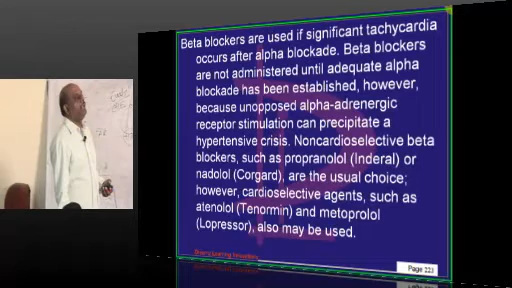 Beta blockers are used if significant tachycardia
occurs after alpha blockade. Beta blockers
are not administered until adequate alpha
blockade has been established, however,
because unopposed alpha-adrenergic
receptor stimulation can precipitate a
hypertensive crisis. Noncardioselective beta
blockers, such as propranolol (Inderal) or
nadolol (Corgard), are the usual choice;
however, cardioselective agents, such as
atenolol (Tenormin) and metoprolol
(Lopressor), also may be used.
Page 223